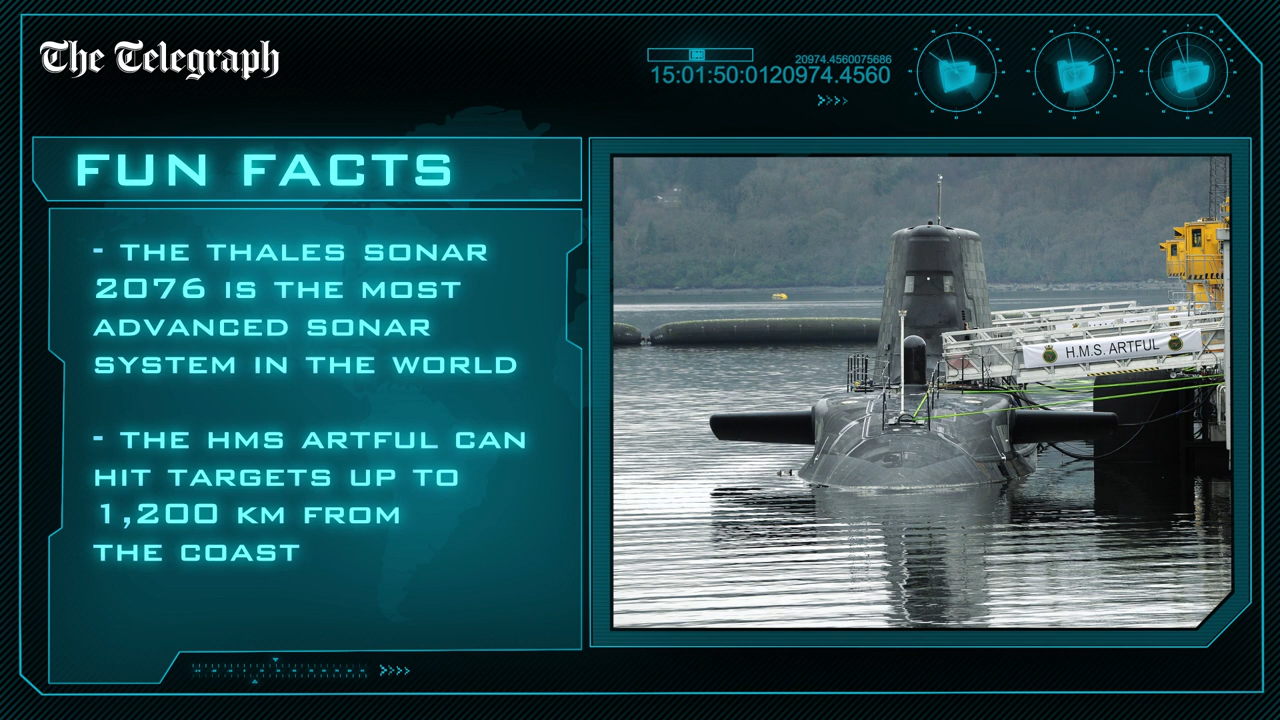 The Telegraph
20974.4560075686
15:01:50:0120974.4560
FUN FACTS
- THE THALES SONAR
2076 IS THE MOST
ADVANCED SONAR
SYSTEM IN THE WORLD
- THE HMS ARTFUL CAN
HIT TARGETS UP TO
1,200 KM FROM
THE COAST
H.M.S. ARTFUL